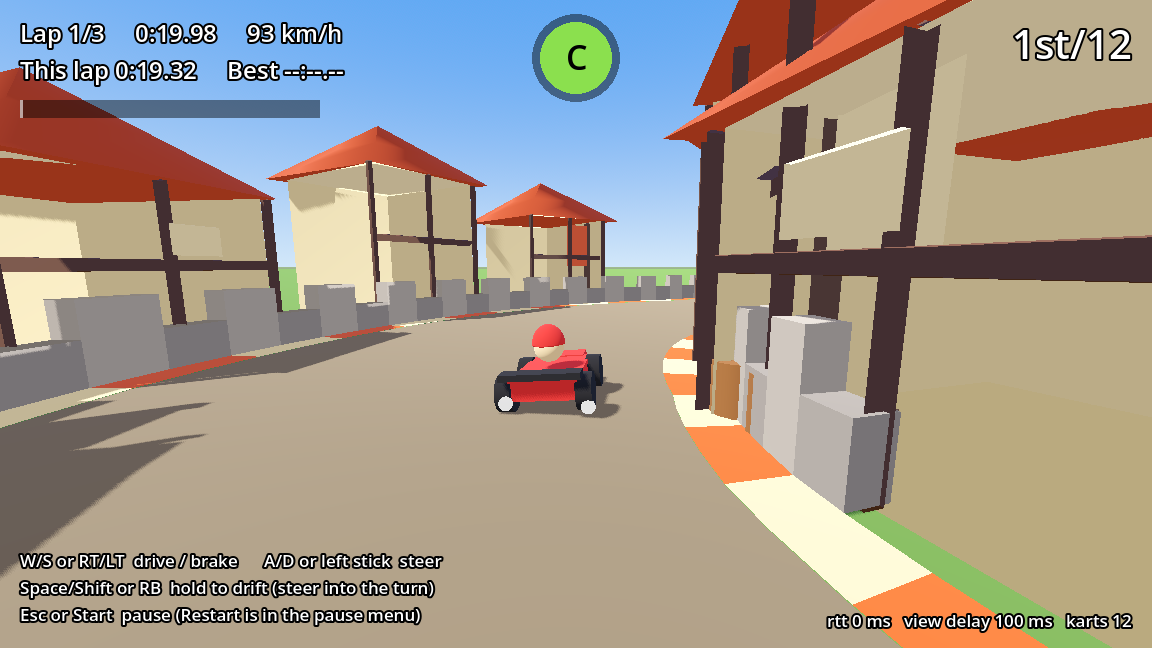 Lap 1/3 0:19.98 93 km/h
This lap 0:19.32 Best --:--.--
C
1st/12
W/S or RT/LT drive / brake A/D or left stick steer
Space/Shift or RB hold to drift (steer into the turn)
Esc or Start pause (Restart is in the pause menu)
rtt 0 ms view delay 100 ms karts 12